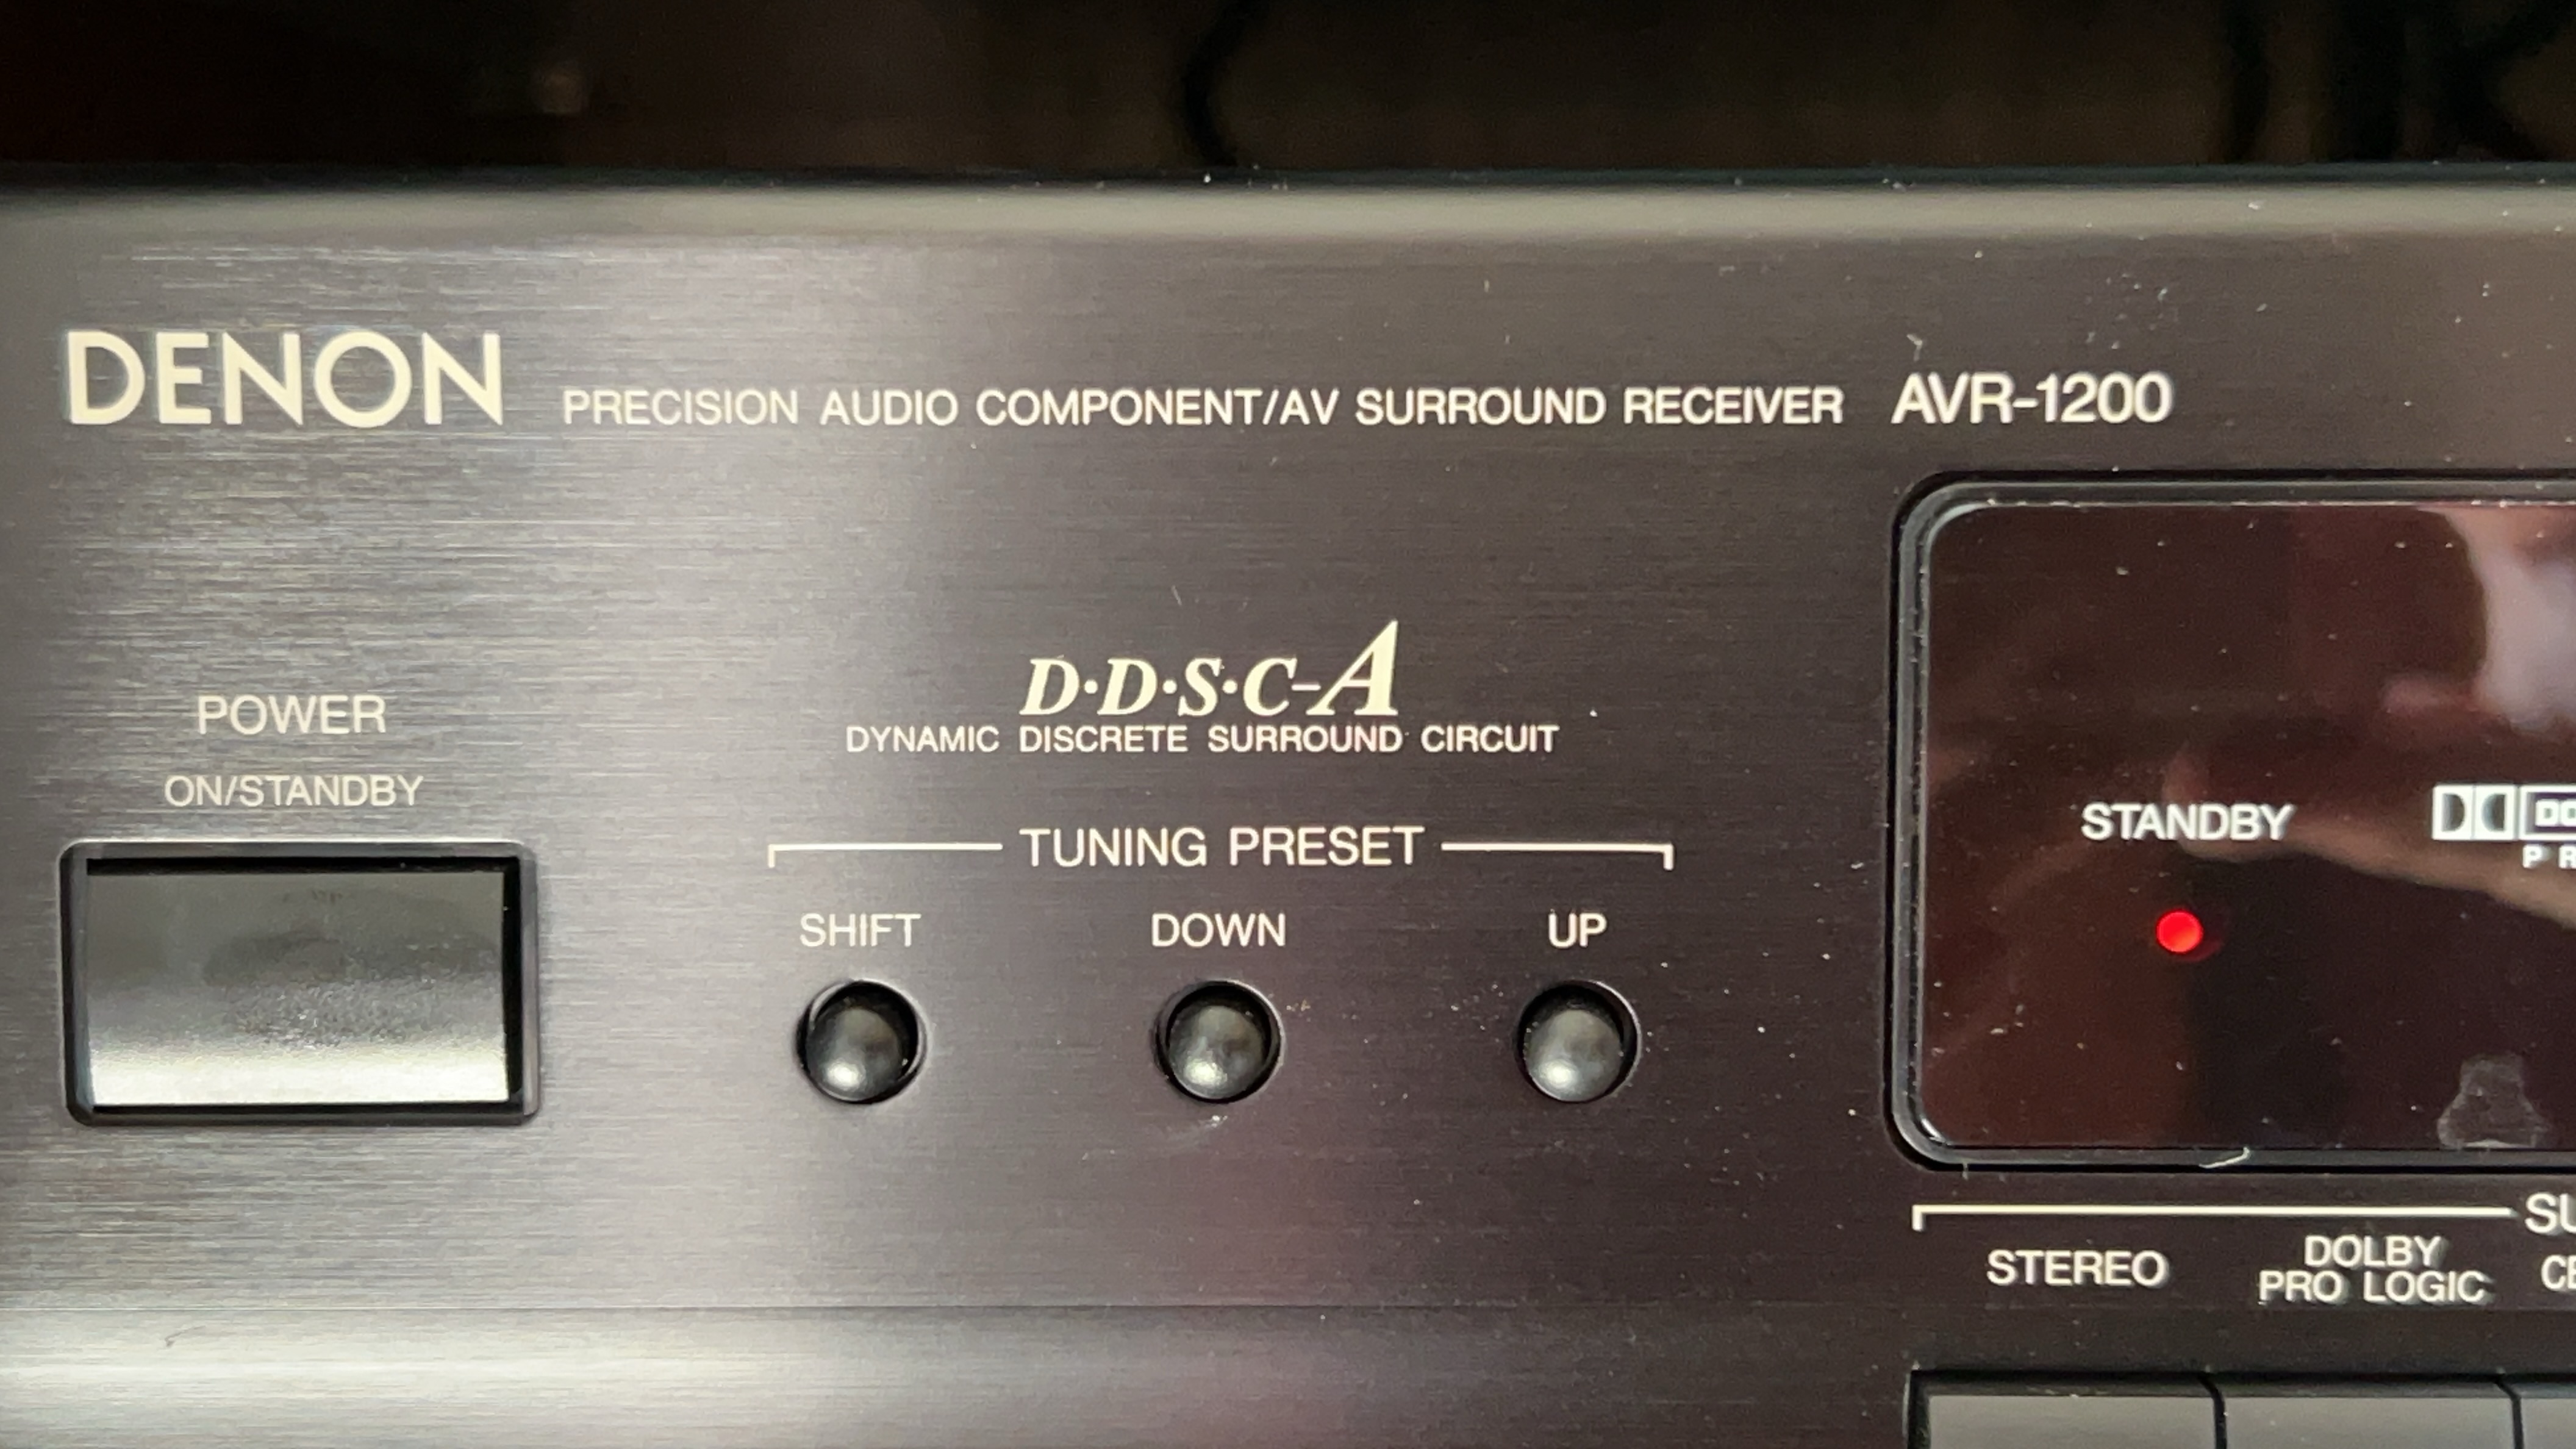 DENON PRECISION AUDIO COMPONENT/AV SURROUND RECEIVER AVR-1200
D·D·S·C-A
DYNAMIC DISCRETE SURROUND CIRCUIT
POWER
ON/STANDBY
TUNING PRESET
SHIFT DOWN UP
STANDBY
STEREO
DOLBY
PRO LOGIC